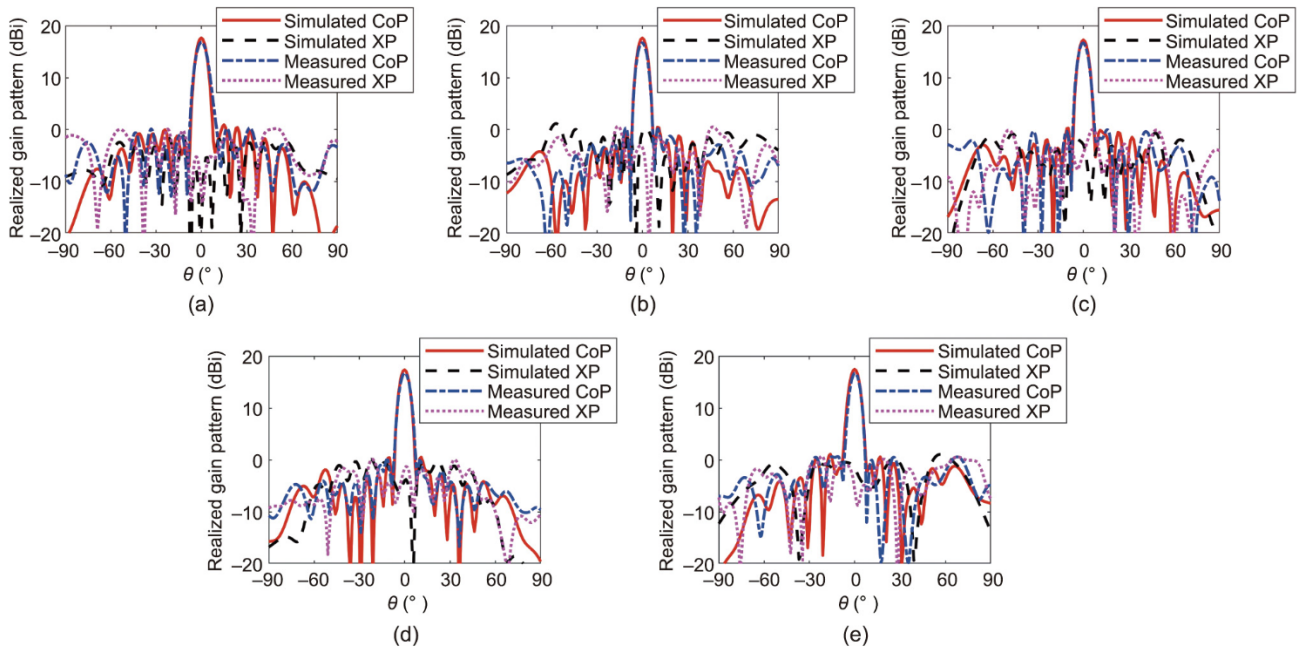 Simulated CoP
Simulated XP
Measured CoP
Measured XP
Realized gain pattern (dBi)
20
10
0
–10
–20
–90 –60 –30 0 30 60 90
θ (°)
(a)
Simulated CoP
Simulated XP
Measured CoP
Measured XP
Realized gain pattern (dBi)
20
10
0
–10
–20
–90 –60 –30 0 30 60 90
θ (°)
(b)
Simulated CoP
Simulated XP
Measured CoP
Measured XP
Realized gain pattern (dBi)
20
10
0
–10
–20
–90 –60 –30 0 30 60 90
θ (°)
(c)
Simulated CoP
Simulated XP
Measured CoP
Measured XP
Realized gain pattern (dBi)
20
10
0
–10
–20
–90 –60 –30 0 30 60 90
θ (°)
(d)
Simulated CoP
Simulated XP
Measured CoP
Measured XP
Realized gain pattern (dBi)
20
10
0
–10
–20
–90 –60 –30 0 30 60 90
θ (°)
(e)